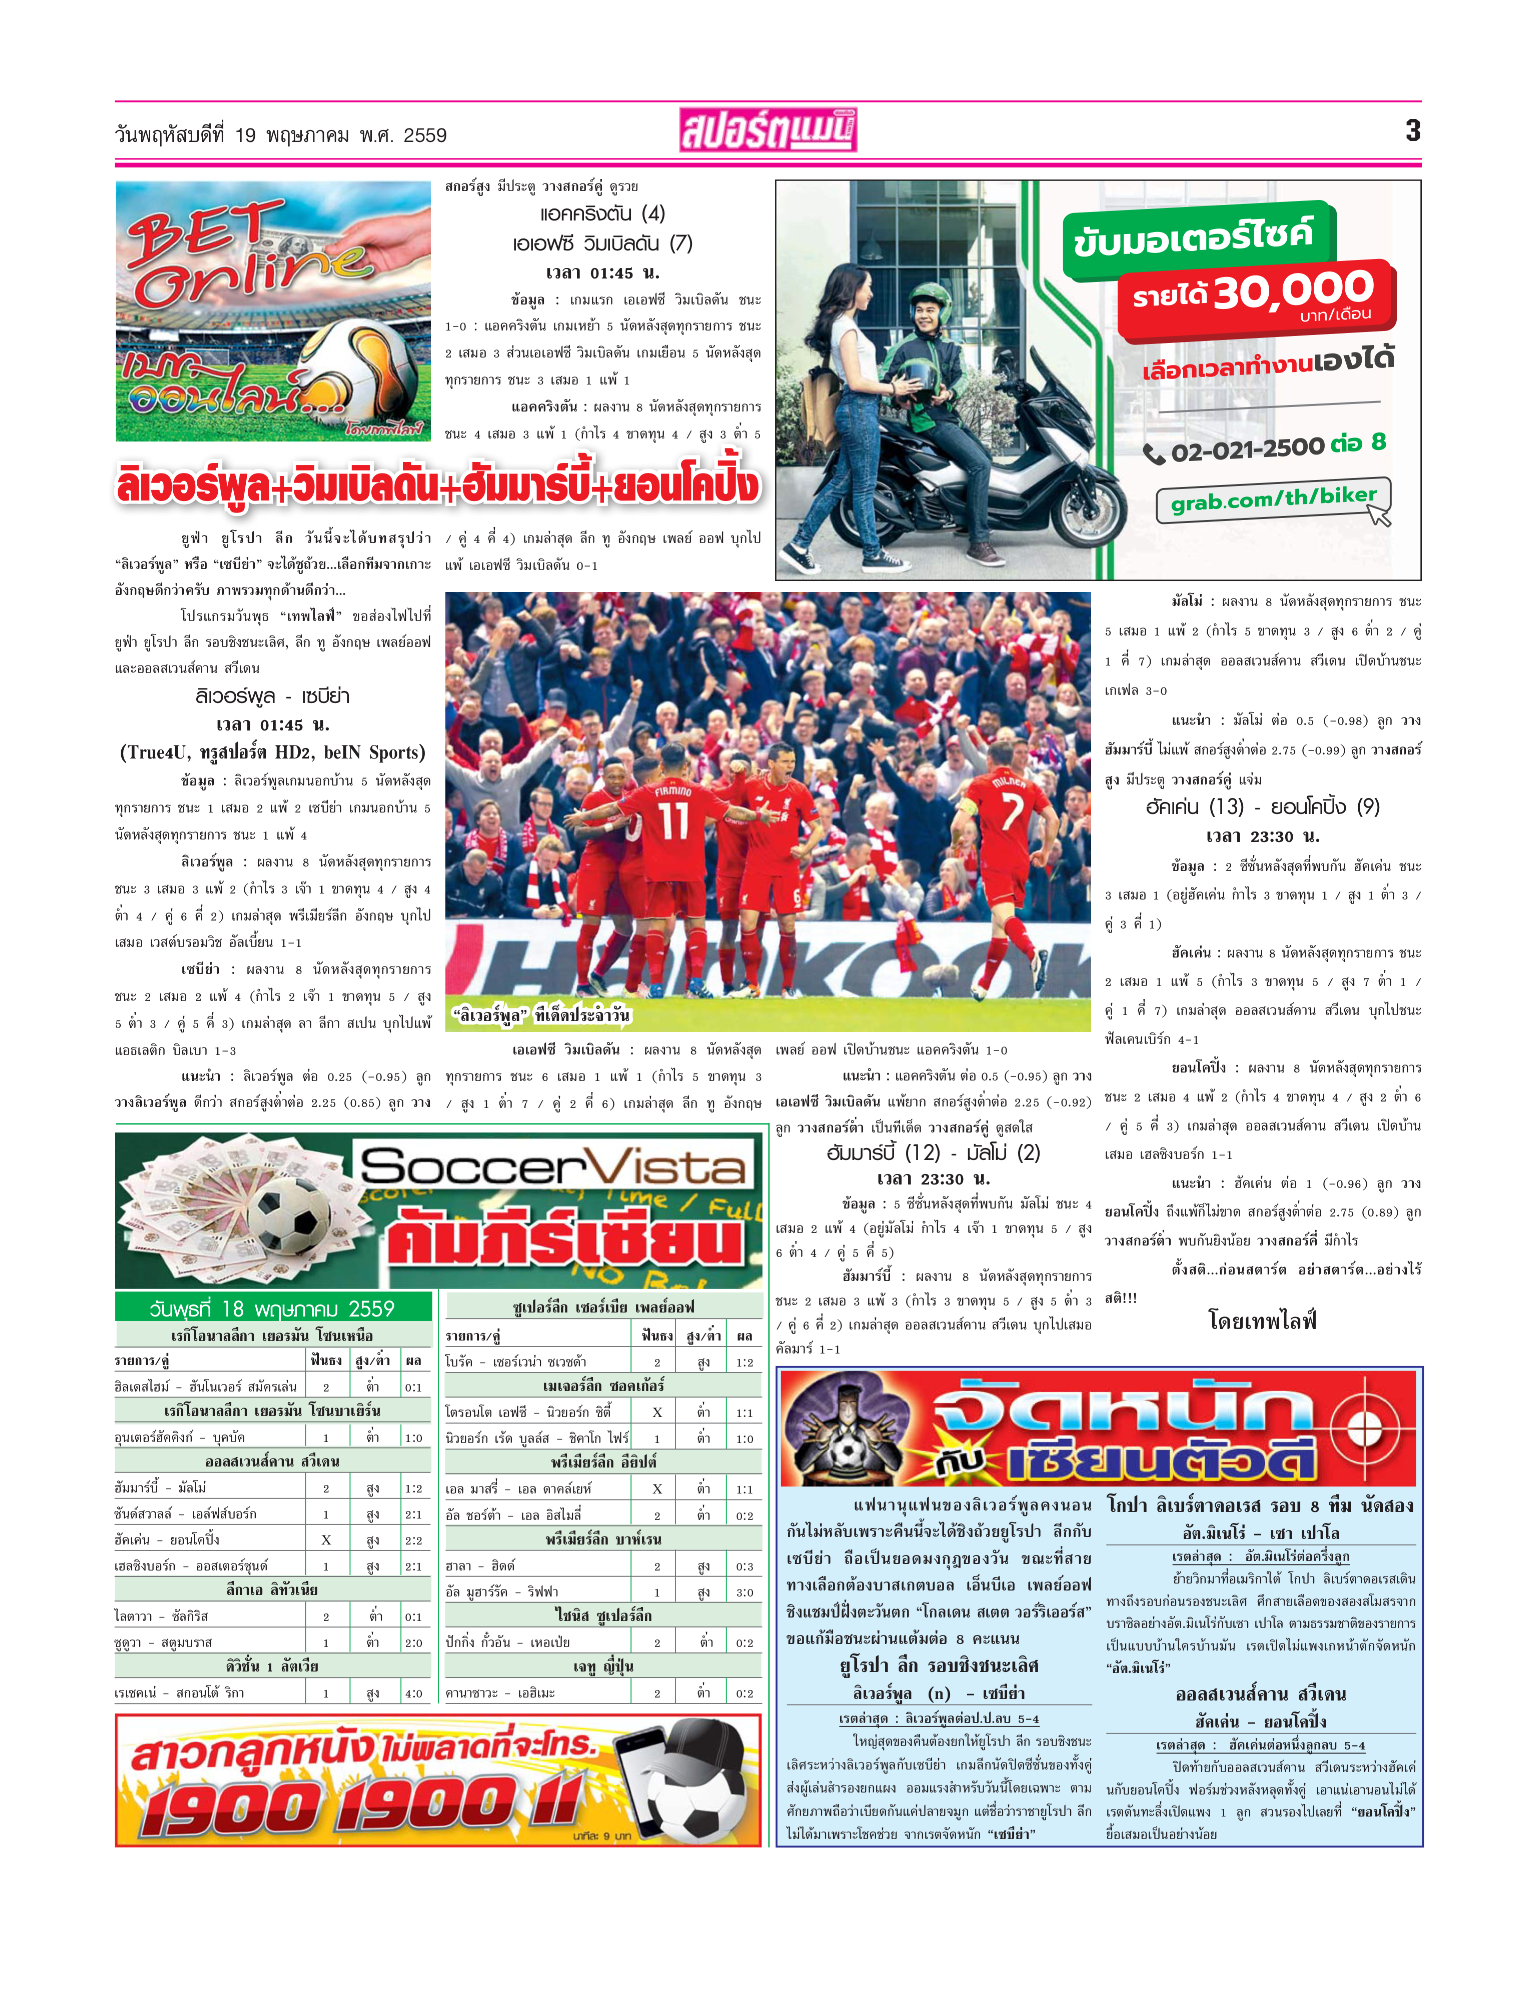 วันพฤหัสบดีที่ 19 พฤษภาคม พ.ศ. 2559
สปอร์ตแมน
3
BET
Online
เบท
ออนไลน์...
โดยเทพไลฟ์
ลิเวอร์พูล+วิมเบิลดัน+ฮัมมาร์บี้+ยอนโคปิ้ง
ยูฟ่า ยูโรปา ลีก วันนี้จะได้บทสรุปว่า
“ลิเวอร์พูล” หรือ “เซบีย่า” จะได้ชูถ้วย...เลือกทีมจากเกาะ
อังกฤษดีกว่าครับ ภาพรวมทุกด้านดีกว่า...
โปรแกรมวันพุธ “เทพไลฟ์” ขอส่องไฟไปที่
ยูฟ่า ยูโรปา ลีก รอบชิงชนะเลิศ, ลีก ทู อังกฤษ เพลย์ออฟ
และออลสเวนส์คาน สวีเดน
ลิเวอร์พูล - เซบีย่า
เวลา 01:45 น.
(True4U, ทรูสปอร์ต HD2, beIN Sports)
ข้อมูล : ลิเวอร์พูลเกมนอกบ้าน 5 นัดหลังสุด
ทุกรายการ ชนะ 1 เสมอ 2 แพ้ 2 เซบีย่า เกมนอกบ้าน 5
นัดหลังสุดทุกรายการ ชนะ 1 แพ้ 4
ลิเวอร์พูล : ผลงาน 8 นัดหลังสุดทุกรายการ
ชนะ 3 เสมอ 3 แพ้ 2 (กำไร 3 เจ๊า 1 ขาดทุน 4 / สูง 4
ต่ำ 4 / คู่ 6 คี่ 2) เกมล่าสุด พรีเมียร์ลีก อังกฤษ บุกไป
เสมอ เวสต์บรอมวิช อัลเบี้ยน 1-1
เซบีย่า : ผลงาน 8 นัดหลังสุดทุกรายการ
ชนะ 2 เสมอ 2 แพ้ 4 (กำไร 2 เจ๊า 1 ขาดทุน 5 / สูง
5 ต่ำ 3 / คู่ 5 คี่ 3) เกมล่าสุด ลา ลีกา สเปน บุกไปแพ้
แอธเลติก บิลเบา 1-3
แนะนำ : ลิเวอร์พูล ต่อ 0.25 (-0.95) ลูก
วางลิเวอร์พูล ดีกว่า สกอร์สูงต่ำต่อ 2.25 (0.85) ลูก วาง
สกอร์สูง มีประตู วางสกอร์คู่ ดูรวย
แอคคริงตัน (4)
เอเอฟซี วิมเบิลดัน (7)
เวลา 01:45 น.
ข้อมูล : เกมแรก เอเอฟซี วิมเบิลดัน ชนะ
1-0 : แอคคริงตัน เกมเหย้า 5 นัดหลังสุดทุกรายการ ชนะ
2 เสมอ 3 ส่วนเอเอฟซี วิมเบิลดัน เกมเยือน 5 นัดหลังสุด
ทุกรายการ ชนะ 3 เสมอ 1 แพ้ 1
แอคคริงตัน : ผลงาน 8 นัดหลังสุดทุกรายการ
ชนะ 4 เสมอ 3 แพ้ 1 (กำไร 4 ขาดทุน 4 / สูง 3 ต่ำ 5
/ คู่ 4 คี่ 4) เกมล่าสุด ลีก ทู อังกฤษ เพลย์ ออฟ บุกไป
แพ้ เอเอฟซี วิมเบิลดัน 0-1
FIRMINO
11
6
MILNER
7
HANKOOK
“ลิเวอร์พูล” ทีเด็ดประจำวัน
เอเอฟซี วิมเบิลดัน : ผลงาน 8 นัดหลังสุด
ทุกรายการ ชนะ 6 เสมอ 1 แพ้ 1 (กำไร 5 ขาดทุน 3
/ สูง 1 ต่ำ 7 / คู่ 2 คี่ 6) เกมล่าสุด ลีก ทู อังกฤษ
เพลย์ ออฟ เปิดบ้านชนะ แอคคริงตัน 1-0
แนะนำ : แอคคริงตัน ต่อ 0.5 (-0.95) ลูก วาง
เอเอฟซี วิมเบิลดัน แพ้ยาก สกอร์สูงต่ำต่อ 2.25 (-0.92)
ลูก วางสกอร์ต่ำ เป็นทีเด็ด วางสกอร์คู่ ดูสดใส
ฮัมมาร์บี้ (12) - มัลโม่ (2)
เวลา 23:30 น.
ข้อมูล : 5 ซีซั่นหลังสุดที่พบกัน มัลโม่ ชนะ 4
เสมอ 2 แพ้ 4 (อยู่มัลโม่ กำไร 4 เจ๊า 1 ขาดทุน 5 / สูง
6 ต่ำ 4 / คู่ 5 คี่ 5)
ฮัมมาร์บี้ : ผลงาน 8 นัดหลังสุดทุกรายการ
ชนะ 2 เสมอ 3 แพ้ 3 (กำไร 3 ขาดทุน 5 / สูง 5 ต่ำ 3
/ คู่ 6 คี่ 2) เกมล่าสุด ออลสเวนส์คาน สวีเดน บุกไปเสมอ
คัลมาร์ 1-1
ขับมอเตอร์ไซค์
รายได้ 30,000
บาท/เดือน
เลือกเวลาทำงานเองได้
02-021-2500 ต่อ 8
grab.com/th/biker
มัลโม่ : ผลงาน 8 นัดหลังสุดทุกรายการ ชนะ
5 เสมอ 1 แพ้ 2 (กำไร 5 ขาดทุน 3 / สูง 6 ต่ำ 2 / คู่
1 คี่ 7) เกมล่าสุด ออลสเวนส์คาน สวีเดน เปิดบ้านชนะ
เกเฟล 3-0
แนะนำ : มัลโม่ ต่อ 0.5 (-0.98) ลูก วาง
ฮัมมาร์บี้ ไม่แพ้ สกอร์สูงต่ำต่อ 2.75 (-0.99) ลูก วางสกอร์
สูง มีประตู วางสกอร์คู่ แจ่ม
ฮัคเค่น (13) - ยอนโคปิ้ง (9)
เวลา 23:30 น.
ข้อมูล : 2 ซีซั่นหลังสุดที่พบกัน ฮัคเค่น ชนะ
3 เสมอ 1 (อยู่ฮัคเค่น กำไร 3 ขาดทุน 1 / สูง 1 ต่ำ 3 /
คู่ 3 คี่ 1)
ฮัคเค่น : ผลงาน 8 นัดหลังสุดทุกรายการ ชนะ
2 เสมอ 1 แพ้ 5 (กำไร 3 ขาดทุน 5 / สูง 7 ต่ำ 1 /
คู่ 1 คี่ 7) เกมล่าสุด ออลสเวนส์คาน สวีเดน บุกไปชนะ
ฟัลเคนเบิร์ก 4-1
ยอนโคปิ้ง : ผลงาน 8 นัดหลังสุดทุกรายการ
ชนะ 2 เสมอ 4 แพ้ 2 (กำไร 4 ขาดทุน 4 / สูง 2 ต่ำ 6
/ คู่ 5 คี่ 3) เกมล่าสุด ออลสเวนส์คาน สวีเดน เปิดบ้าน
เสมอ เฮลซิงบอร์ก 1-1
แนะนำ : ฮัคเค่น ต่อ 1 (-0.96) ลูก วาง
ยอนโคปิ้ง ถึงแพ้ก็ไม่ขาด สกอร์สูงต่ำต่อ 2.75 (0.89) ลูก
วางสกอร์ต่ำ พบกันยิงน้อย วางสกอร์คี่ มีกำไร
ตั้งสติ...ก่อนสตาร์ต อย่าสตาร์ต...อย่างไร้
สติ!!!
โดยเทพไลฟ์
SoccerVista
คัมภีร์เซียน
วันพุธที่ 18 พฤษภาคม 2559
เรกิโอนาลลีกา เยอรมัน โซนเหนือ
รายการ/คู่ ฟันธง สูง/ต่ำ ผล
ฮิลเดสไฮม์ - ฮันโนเวอร์ สมัครเล่น 2 ต่ำ 0:1
เรกิโอนาลลีกา เยอรมัน โซนบาเยิร์น
อุนเตอร์ฮัคคิงก์ - บุคบัค 1 ต่ำ 1:0
ออลสเวนส์คาน สวีเดน
ฮัมมาร์บี้ - มัลโม่ 2 สูง 1:2
ซันด์สวาลล์ - เอล์ฟส์บอร์ก 1 สูง 2:1
ฮัคเค่น - ยอนโคปิ้ง X สูง 2:2
เฮลซิงบอร์ก - ออสเตอร์ซุนด์ 1 สูง 2:1
ลีกาเอ ลิทัวเนีย
ไลตาวา - ซัลกิริส 2 ต่ำ 0:1
ซูดูวา - สตูมบราส 1 ต่ำ 2:0
ดิวิชั่น 1 ลัตเวีย
เรเซคเน่ - สกอนโต้ ริกา 1 สูง 4:0
ซูเปอร์ลีก เซอร์เบีย เพลย์ออฟ
รายการ/คู่ ฟันธง สูง/ต่ำ ผล
โบรัค - เซอร์เวน่า ซเวซด้า 2 สูง 1:2
เมเจอร์ลีก ซอคเก้อร์
โตรอนโต เอฟซี - นิวยอร์ก ซิตี้ X ต่ำ 1:1
นิวยอร์ก เร้ด บูลล์ส - ชิคาโก ไฟร์ 1 ต่ำ 1:0
พรีเมียร์ลีก อียิปต์
เอล มาสรี่ - เอล ดาคล์เยห์ X ต่ำ 1:1
อัล ชอร์ต้า - เอล อิสไมลี่ 2 ต่ำ 0:2
พรีเมียร์ลีก บาห์เรน
ฮาลา - ฮิดด์ 2 สูง 0:3
อัล มูฮาร์รัค - ริฟฟา 1 สูง 3:0
ไชนิส ซูเปอร์ลีก
ปักกิ่ง กั๋วอัน - เหอเป่ย 2 ต่ำ 0:2
เจทู ญี่ปุ่น
คานาซาวะ - เอฮิเมะ 2 ต่ำ 0:2
สาวกลูกหนัง ไม่พลาดที่จะโทร.
1900 1900 11
นาทีละ 9 บาท
จัดหนัก
กับ เซียนตัวดี
แฟนานุแฟนของลิเวอร์พูลคงนอน
กันไม่หลับเพราะคืนนี้จะได้ชิงถ้วยยูโรปา ลีกกับ
เซบีย่า ถือเป็นยอดมงกุฎของวัน ขณะที่สาย
ทางเลือกต้องบาสเกตบอล เอ็นบีเอ เพลย์ออฟ
ชิงแชมป์ฝั่งตะวันตก “โกลเดน สเตต วอร์ริเออร์ส”
ขอแก้มือชนะผ่านแต้มต่อ 8 คะแนน
ยูโรปา ลีก รอบชิงชนะเลิศ
ลิเวอร์พูล (n) - เซบีย่า
เรตล่าสุด : ลิเวอร์พูลต่อป.ป.ลบ 5-4
ใหญ่สุดของคืนต้องยกให้ยูโรปา ลีก รอบชิงชนะ
เลิศระหว่างลิเวอร์พูลกับเซบีย่า เกมลีกนัดปิดซีซั่นของทั้งคู่
ส่งผู้เล่นสำรองยกแผง ออมแรงสำหรับวันนี้โดยเฉพาะ ตาม
ศักยภาพถือว่าเบียดกันแค่ปลายจมูก แต่ชื่อว่าราชายูโรปา ลีก
ไม่ได้มาเพราะโชคช่วย จากเรตจัดหนัก “เซบีย่า”
โกปา ลิเบร์ตาดอเรส รอบ 8 ทีม นัดสอง
อัต.มิเนโร่ - เซา เปาโล
เรตล่าสุด : อัต.มิเนโร่ต่อครึ่งลูก
ย้ายวิกมาที่อเมริกาใต้ โกปา ลิเบร์ตาดอเรสเดิน
ทางถึงรอบก่อนรองชนะเลิศ ศึกสายเลือดของสองสโมสรจาก
บราซิลอย่างอัต.มิเนโร่กับเซา เปาโล ตามธรรมชาติของรายการ
เป็นแบบบ้านใครบ้านมัน เรตเปิดไม่แพงเกหน้าตักจัดหนัก
“อัต.มิเนโร่”
ออลสเวนส์คาน สวีเดน
ฮัคเค่น - ยอนโคปิ้ง
เรตล่าสุด : ฮัคเค่นต่อหนึ่งลูกลบ 5-4
ปิดท้ายกับออลสเวนส์คาน สวีเดนระหว่างฮัคเค่
นกับยอนโคปิ้ง ฟอร์มช่วงหลังหลุดทั้งคู่ เอาแน่เอานอนไม่ได้
เรตดันทะลึ่งเปิดแพง 1 ลูก สวนรองไปเลยที่ “ยอนโคปิ้ง”
ยื้อเสมอเป็นอย่างน้อย